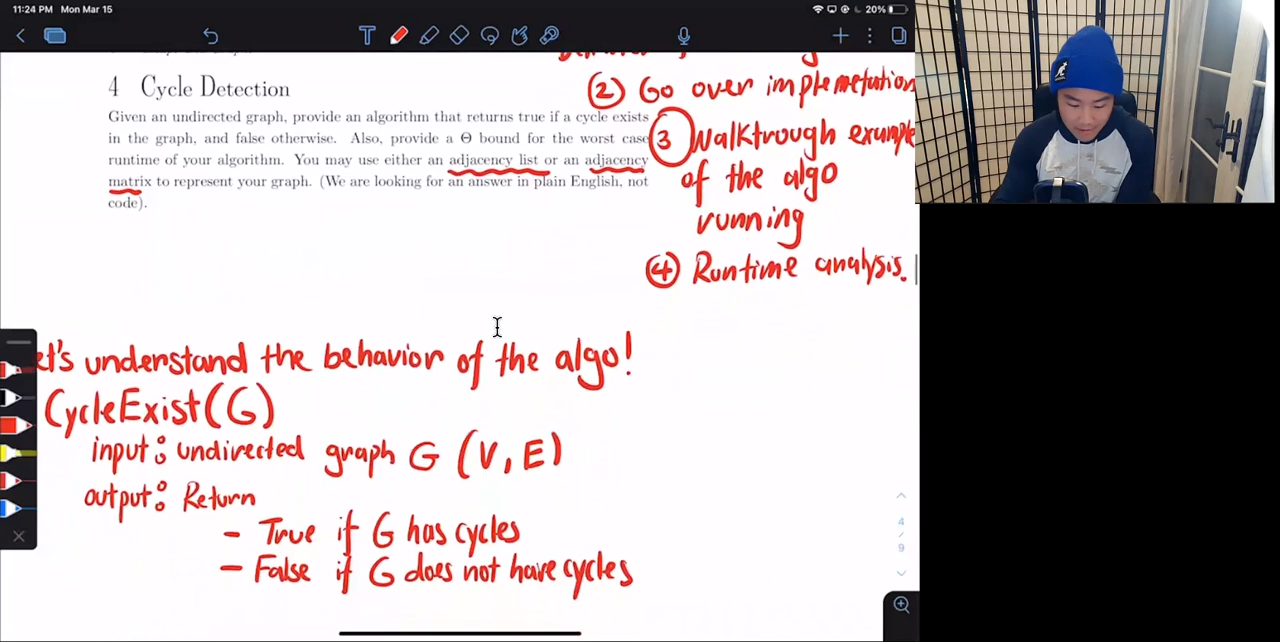 11:24 PM Mon Mar 15
20%
4 Cycle Detection
Given an undirected graph, provide an algorithm that returns true if a cycle exists
in the graph, and false otherwise. Also, provide a Θ bound for the worst case
runtime of your algorithm. You may use either an adjacency list or an adjacency
matrix to represent your graph. (We are looking for an answer in plain English, not
code).
② Go over implemetation
③ Walktrough example
of the algo
running
④ Runtime analysis.
et's understand the behavior of the algo!
CycleExist(G)
input: undirected graph G (V, E)
output: Return
- True if G has cycles
- False if G does not have cycles
4
/
9